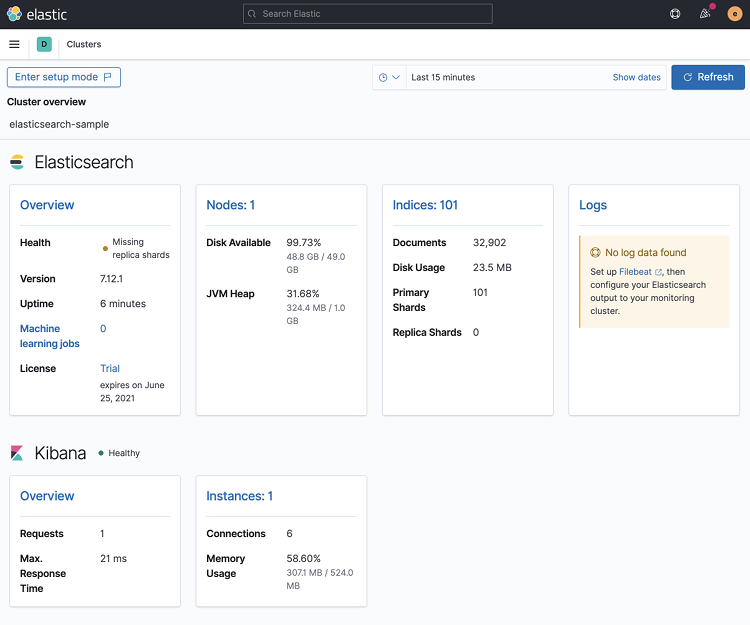 elastic
Search Elastic
e
D
Clusters
Enter setup mode
Last 15 minutes
Show dates
Refresh
Cluster overview
elasticsearch-sample
Elasticsearch
Overview
Health
Missing
replica shards
Version
7.12.1
Uptime
6 minutes
Machine
learning jobs
0
License
Trial
expires on June
25, 2021
Nodes: 1
Disk Available
99.73%
48.8 GB / 49.0
GB
JVM Heap
31.68%
324.4 MB / 1.0
GB
Indices: 101
Documents
32,902
Disk Usage
23.5 MB
Primary
Shards
101
Replica Shards
0
Logs
No log data found
Set up Filebeat , then
configure your Elasticsearch
output to your monitoring
cluster.
Kibana
Healthy
Overview
Requests
1
Max.
Response
Time
21 ms
Instances: 1
Connections
6
Memory
Usage
58.60%
307.1 MB / 524.0
MB